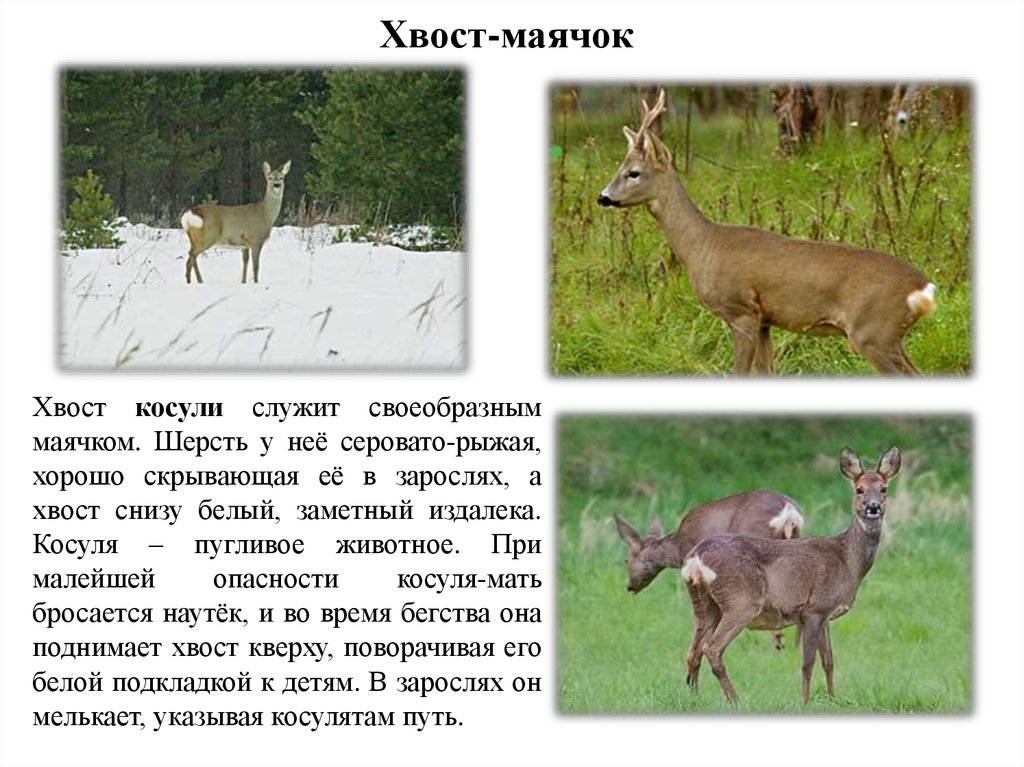 Хвост-маячок
Хвост косули служит своеобразным
маячком. Шерсть у неё серовато-рыжая,
хорошо скрывающая её в зарослях, а
хвост снизу белый, заметный издалека.
Косуля – пугливое животное. При
малейшей опасности косуля-мать
бросается наутёк, и во время бегства она
поднимает хвост кверху, поворачивая его
белой подкладкой к детям. В зарослях он
мелькает, указывая косулятам путь.